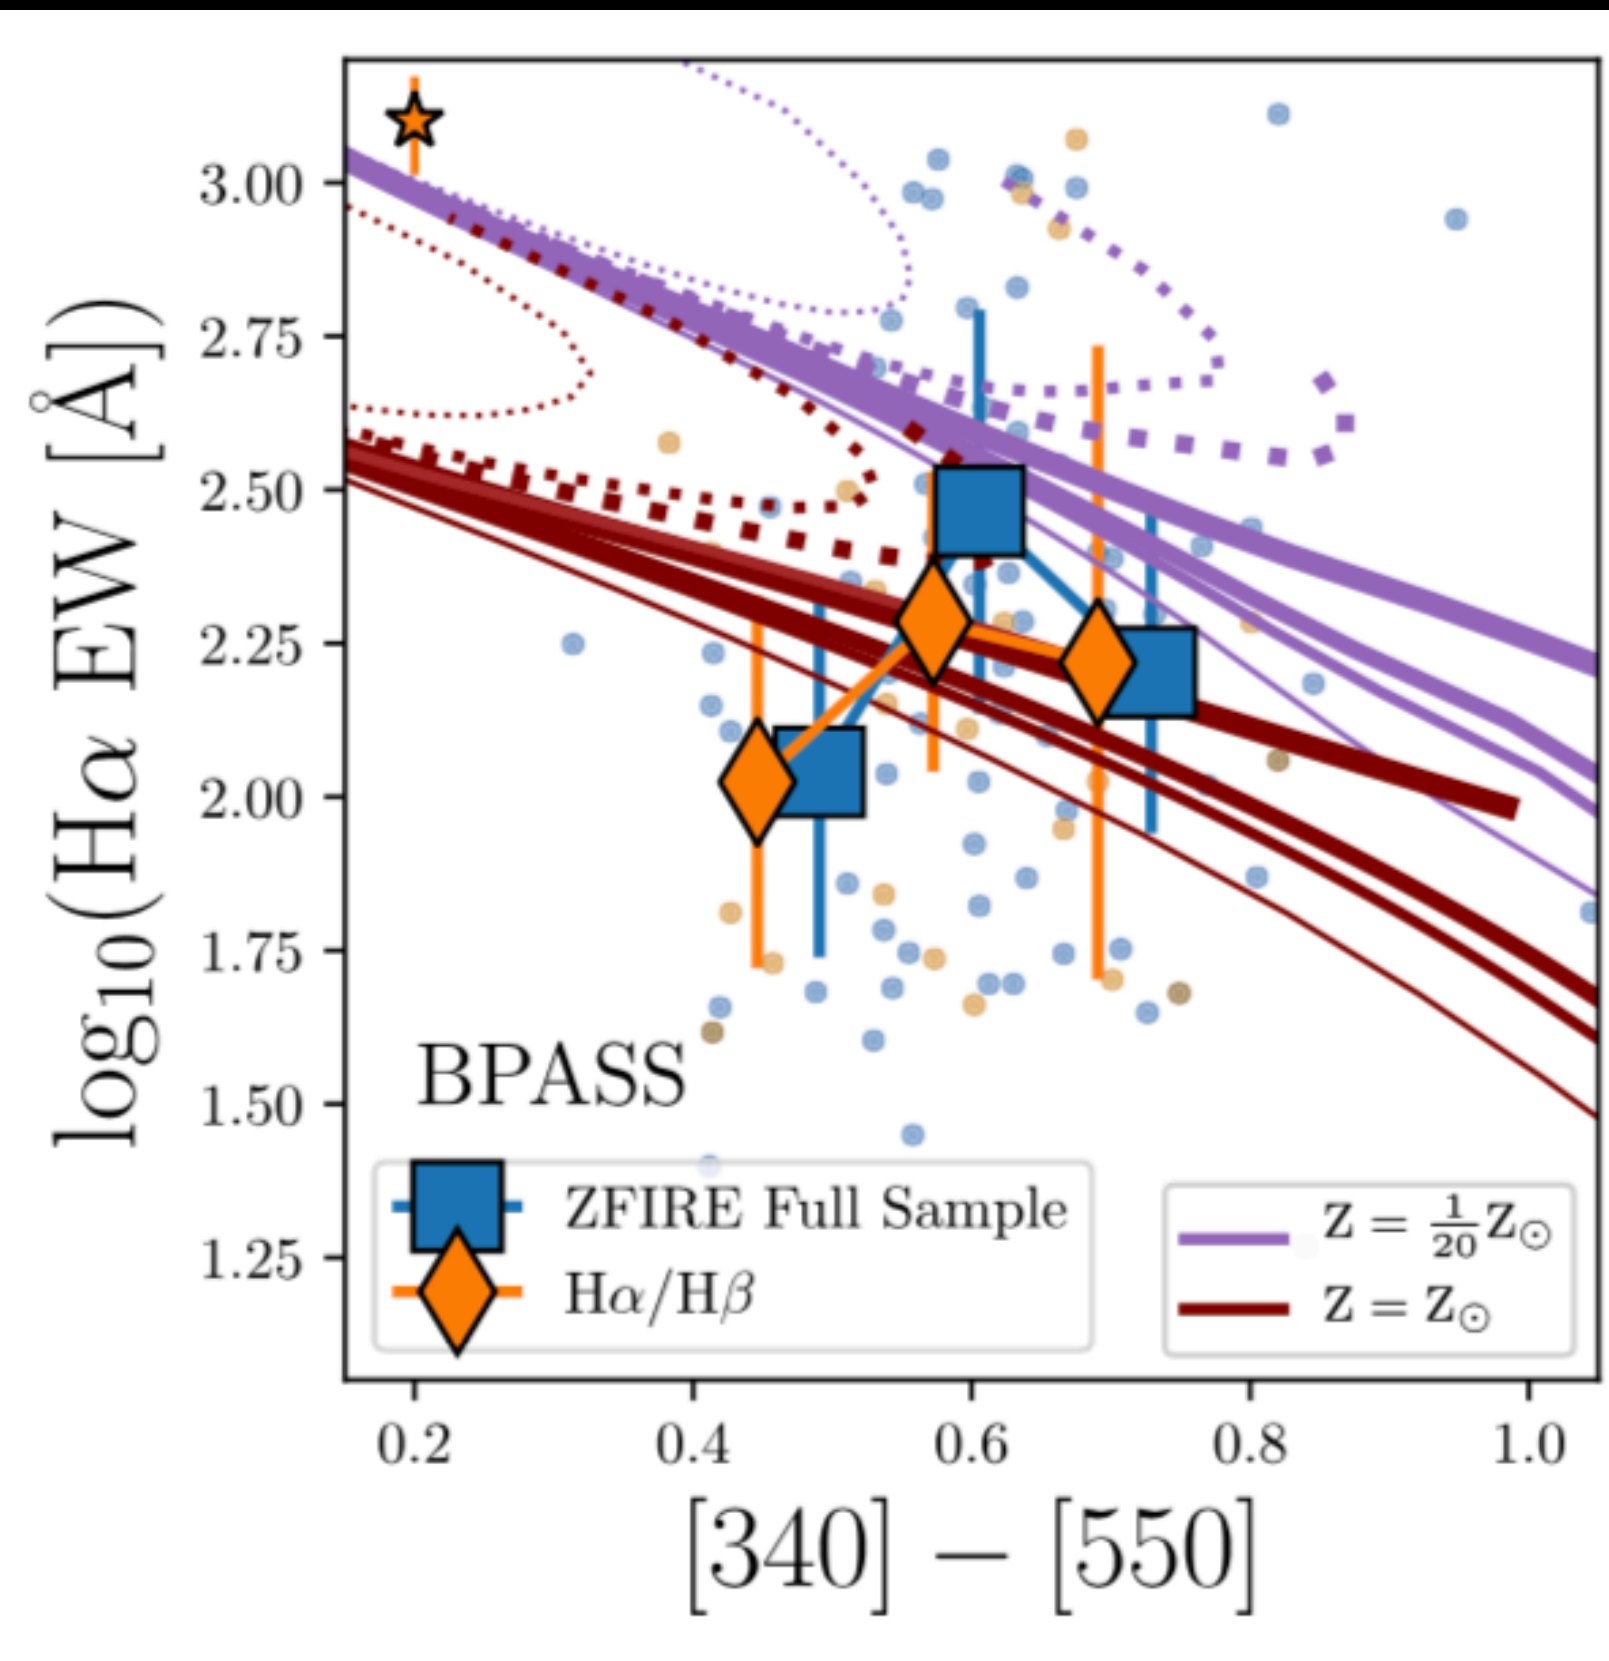 log₁₀(Hα EW [Å])
3.00
2.75
2.50
2.25
2.00
1.75
1.50
1.25
BPASS
ZFIRE Full Sample
Hα/Hβ
Z = 1/20 Z⊙
Z = Z⊙
0.2 0.4 0.6 0.8 1.0
[340] − [550]